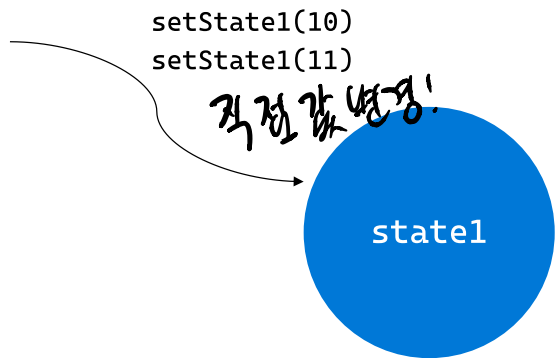 setState1(10)
setState1(11)
직접 값 변경!
state1